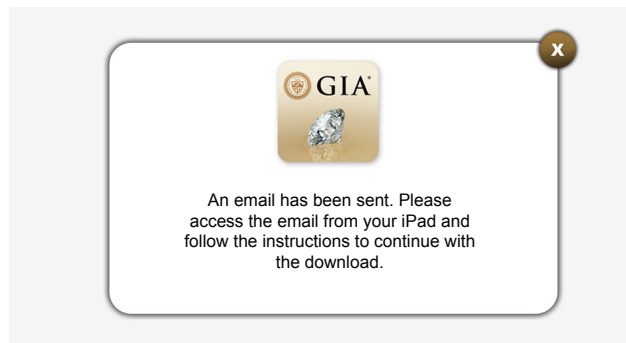 X
GIA®
An email has been sent. Please
access the email from your iPad and
follow the instructions to continue with
the download.